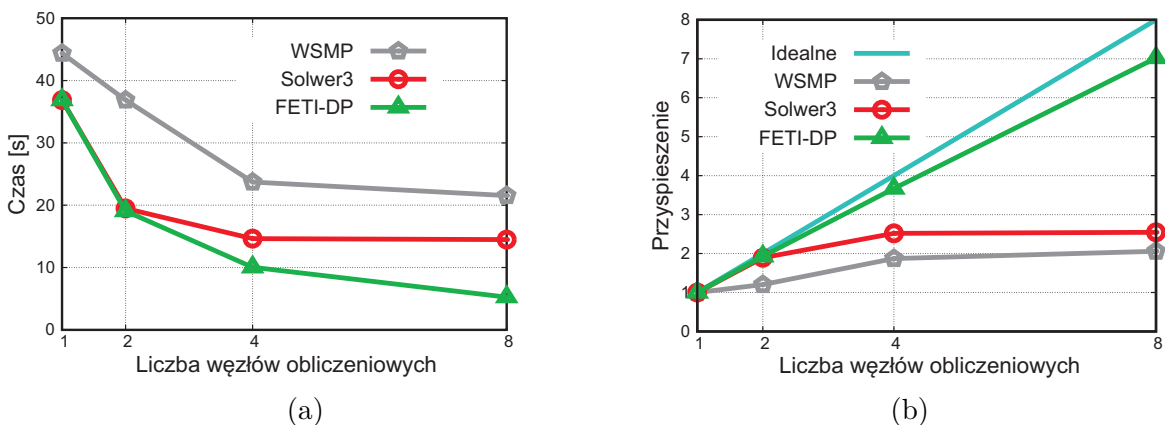 50
40
30
20
10
0
Czas [s]
WSMP
Solwer3
FETI-DP
1 2 4 8
Liczba węzłów obliczeniowych
(a)
8
7
6
5
4
3
2
1
0
Przyspieszenie
Idealne
WSMP
Solwer3
FETI-DP
1 2 4 8
Liczba węzłów obliczeniowych
(b)